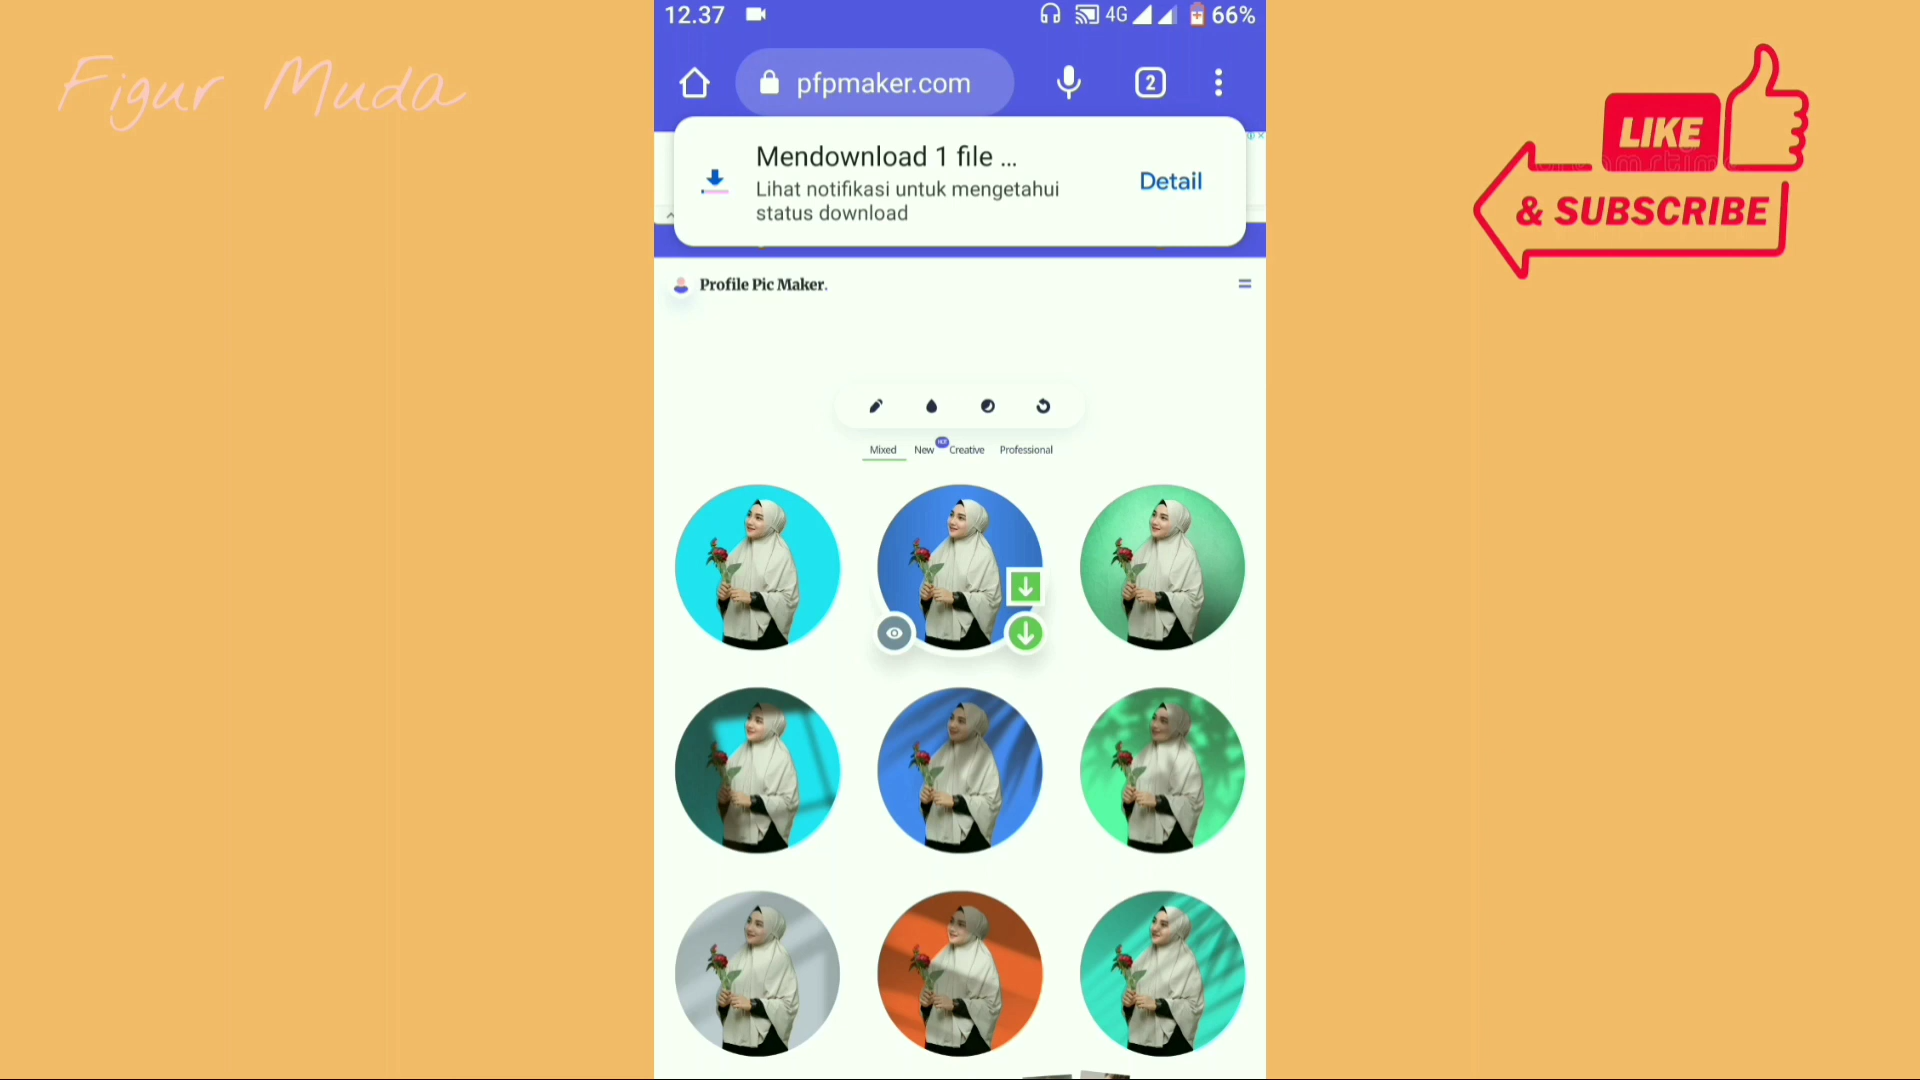 Figur Muda
12.37
4G
66%
pfpmaker.com
2
Mendownload 1 file ...
Lihat notifikasi untuk mengetahui
status download
Detail
Profile Pic Maker.
Mixed
New
Creative
Professional
LIKE
& SUBSCRIBE